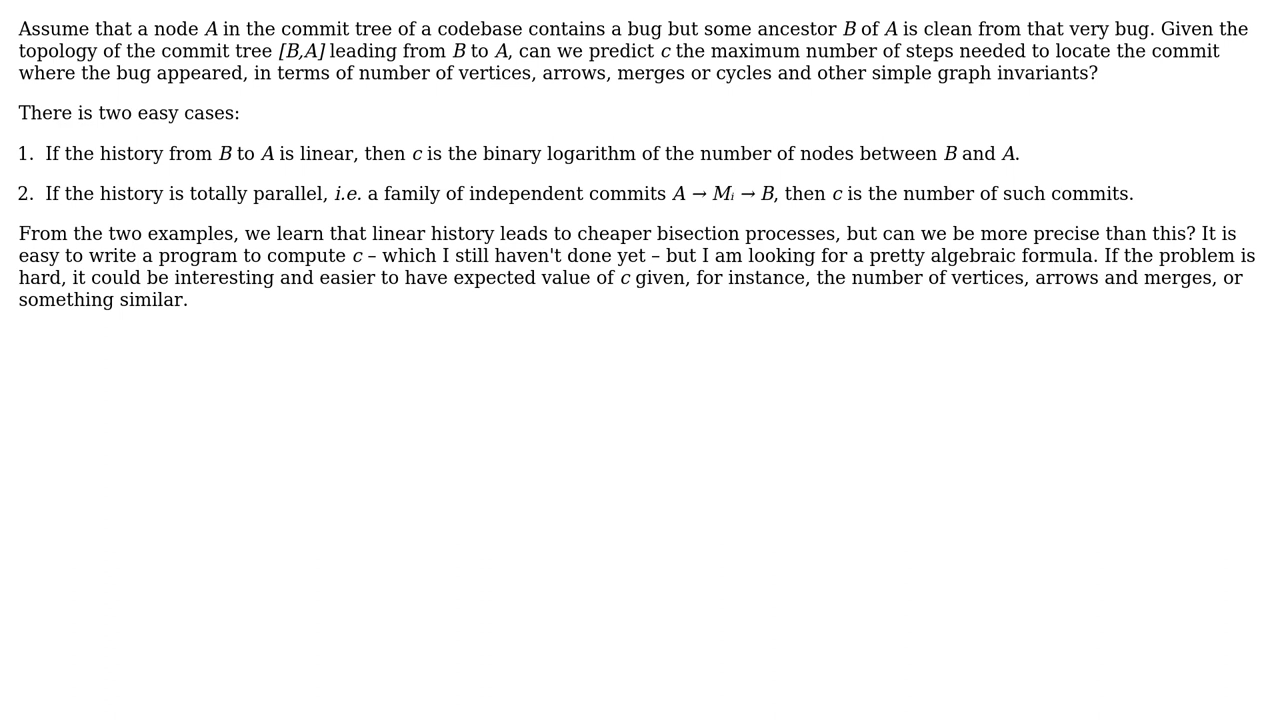 Assume that a node A in the commit tree of a codebase contains a bug but some ancestor B of A is clean from that very bug. Given the
topology of the commit tree [B,A] leading from B to A, can we predict c the maximum number of steps needed to locate the commit
where the bug appeared, in terms of number of vertices, arrows, merges or cycles and other simple graph invariants?
There is two easy cases:
1. If the history from B to A is linear, then c is the binary logarithm of the number of nodes between B and A.
2. If the history is totally parallel, i.e. a family of independent commits A → Mᵢ → B, then c is the number of such commits.
From the two examples, we learn that linear history leads to cheaper bisection processes, but can we be more precise than this? It is
easy to write a program to compute c – which I still haven't done yet – but I am looking for a pretty algebraic formula. If the problem is
hard, it could be interesting and easier to have expected value of c given, for instance, the number of vertices, arrows and merges, or
something similar.